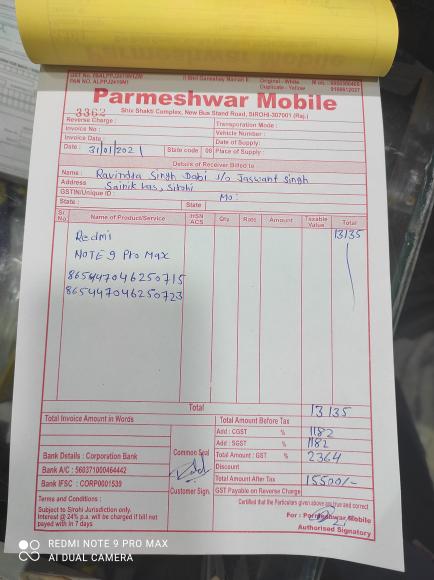 GST No. 08ALPPJ2419M1ZW
PAN No. ALPPJ2419M
|| Shri Ganeshay Namah ||
Original - White
Duplicate - Yellow
Parmeshwar Mobile
Shiv Shakti Complex, New Bus Stand Road, SIROHI-307001 (Raj.)
3362
Reverse Charge :
Transportation Mode :
Invoice No :
Vehicle Number :
Invoice Date :
Date of Supply:
Date : 31/01/2021
State code 08
Place of Supply:
Details of Receiver Billed to
Name : Ravindra Singh Dabi S/o Jaswant Singh
Address Sainik Sirohi
GSTIN/Unique ID :
Mo:
State :
State
Sr. No.
Name of Product/Service
HSN ACS
Qty
Rate
Amount
Taxable Value
Total
Redmi
13135
NOTE 9 Pro Max
865447046250715
865447046250723
Total
13135
Total Invoice Amount in Words
Total Amount Before Tax
Add : CGST % 1182
Add : SGST % 1182
Total Amount : GST % 2364
Discount
Total Amount After Tax 15500/-
GST Payable on Reverse Charge
Bank Details : Corporation Bank
Bank A/C : 560371000464442
Bank IFSC : CORP0001539
Common Seal
Customer Sign.
Terms and Conditions :
Subject to Sirohi Jurisdiction only.
Interest @ 24% p.a. will be charged if bill not
payed with in 7 days
Certified that the Particulars given above are true and correct
For : Parmeshwar Mobile
Authorised Signatory
REDMI NOTE 9 PRO MAX
AI DUAL CAMERA